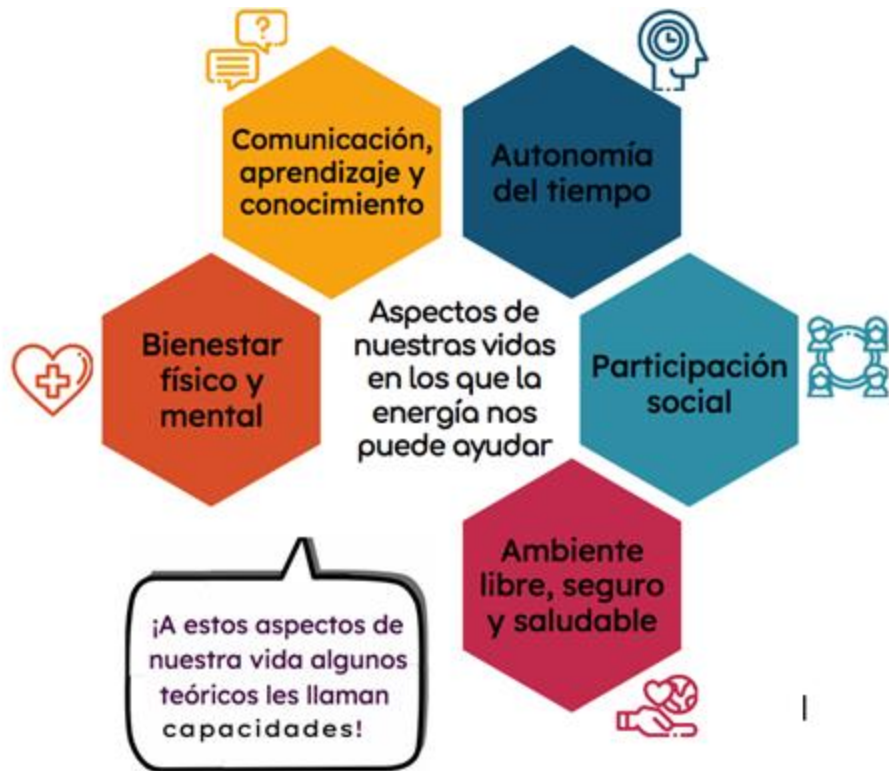 ?
Comunicación,
aprendizaje y
conocimiento
Autonomía
del tiempo
Bienestar
físico y
mental
Aspectos de
nuestras vidas
en los que la
energía nos
puede ayudar
Participación
social
Ambiente
libre, seguro
y saludable
¡A estos aspectos de
nuestra vida algunos
teóricos les llaman
capacidades!